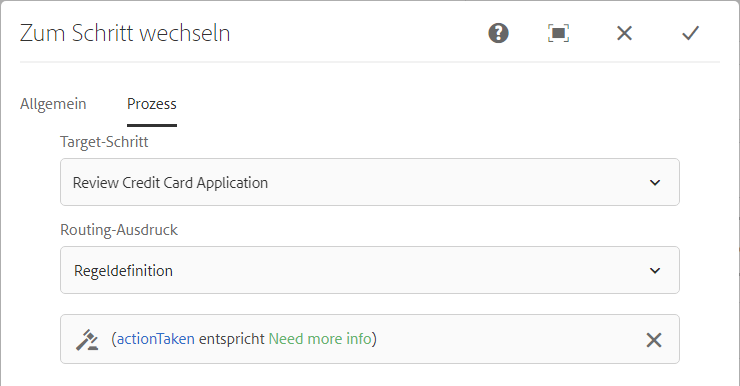 Zum Schritt wechseln
Allgemein Prozess
Target-Schritt
Review Credit Card Application
Routing-Ausdruck
Regeldefinition
(actionTaken entspricht Need more info)